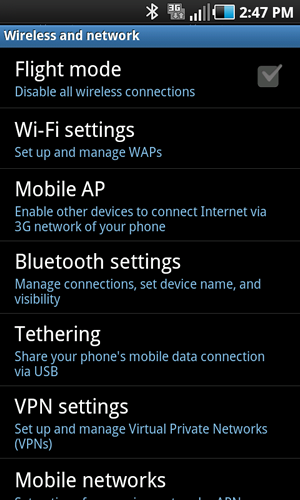 3G
2:47 PM
Wireless and network
Flight mode
Disable all wireless connections
Wi-Fi settings
Set up and manage WAPs
Mobile AP
Enable other devices to connect Internet via
3G network of your phone
Bluetooth settings
Manage connections, set device name, and
visibility
Tethering
Share your phone's mobile data connection
via USB
VPN settings
Set up and manage Virtual Private Networks
(VPNs)
Mobile networks